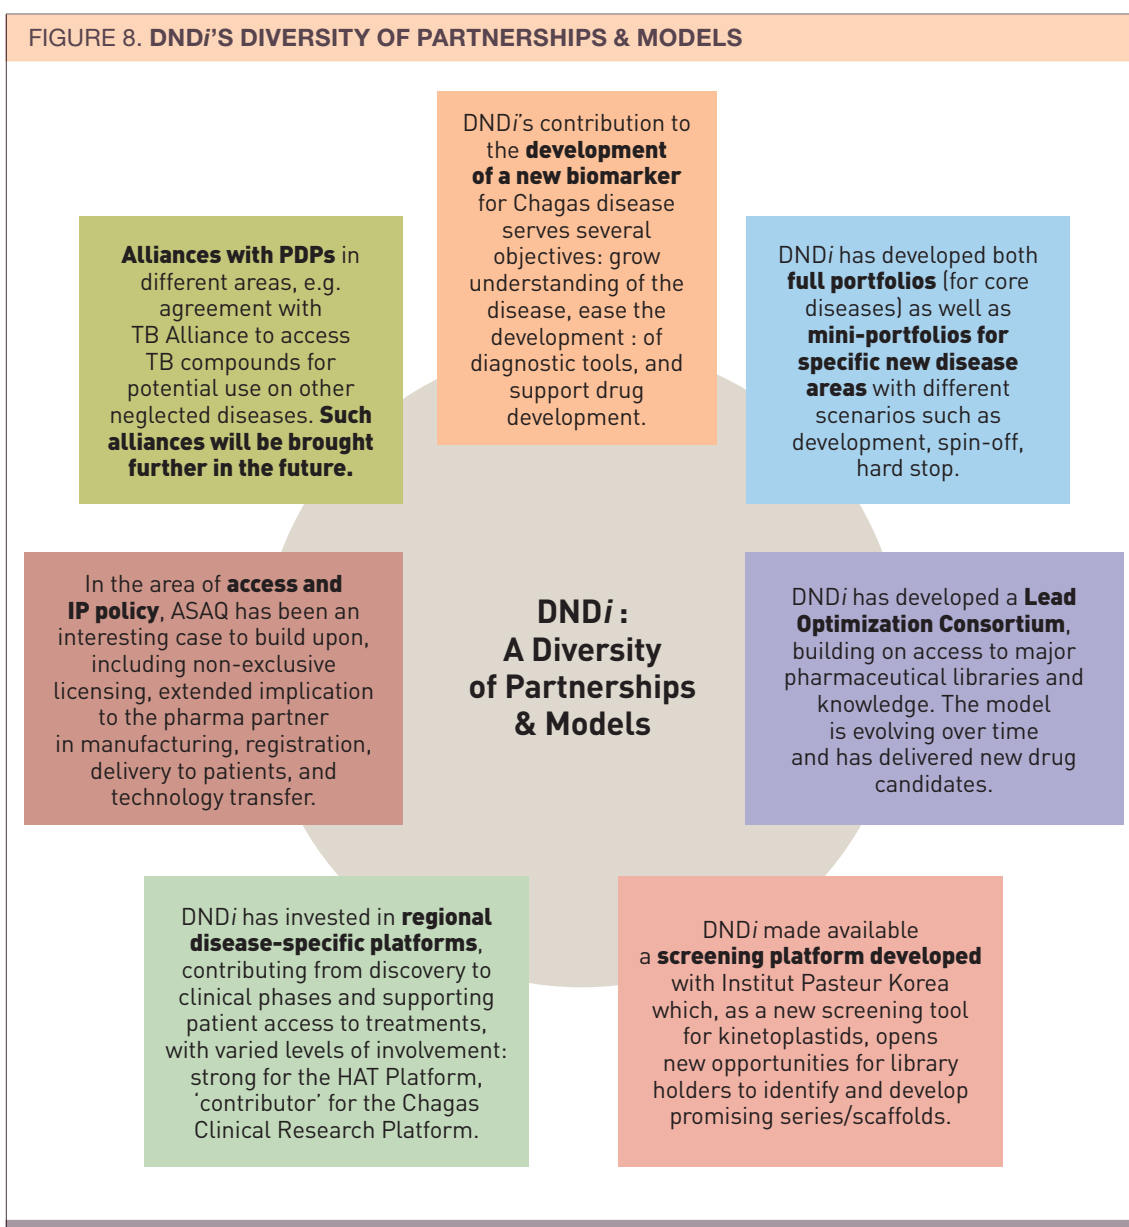 FIGURE 8. DNDi'S DIVERSITY OF PARTNERSHIPS & MODELS
DNDi's contribution to
the development
of a new biomarker
for Chagas disease
serves several
objectives: grow
understanding of the
disease, ease the
development : of
diagnostic tools, and
support drug
development.
Alliances with PDPs in
different areas, e.g.
agreement with
TB Alliance to access
TB compounds for
potential use on other
neglected diseases. Such
alliances will be brought
further in the future.
DNDi has developed both
full portfolios (for core
diseases) as well as
mini-portfolios for
specific new disease
areas with different
scenarios such as
development, spin-off,
hard stop.
In the area of access and
IP policy, ASAQ has been an
interesting case to build upon,
including non-exclusive
licensing, extended implication
to the pharma partner
in manufacturing, registration,
delivery to patients, and
technology transfer.
DNDi :
A Diversity
of Partnerships
& Models
DNDi has developed a Lead
Optimization Consortium,
building on access to major
pharmaceutical libraries and
knowledge. The model
is evolving over time
and has delivered new drug
candidates.
DNDi has invested in regional
disease-specific platforms,
contributing from discovery to
clinical phases and supporting
patient access to treatments,
with varied levels of involvement:
strong for the HAT Platform,
'contributor' for the Chagas
Clinical Research Platform.
DNDi made available
a screening platform developed
with Institut Pasteur Korea
which, as a new screening tool
for kinetoplastids, opens
new opportunities for library
holders to identify and develop
promising series/scaffolds.